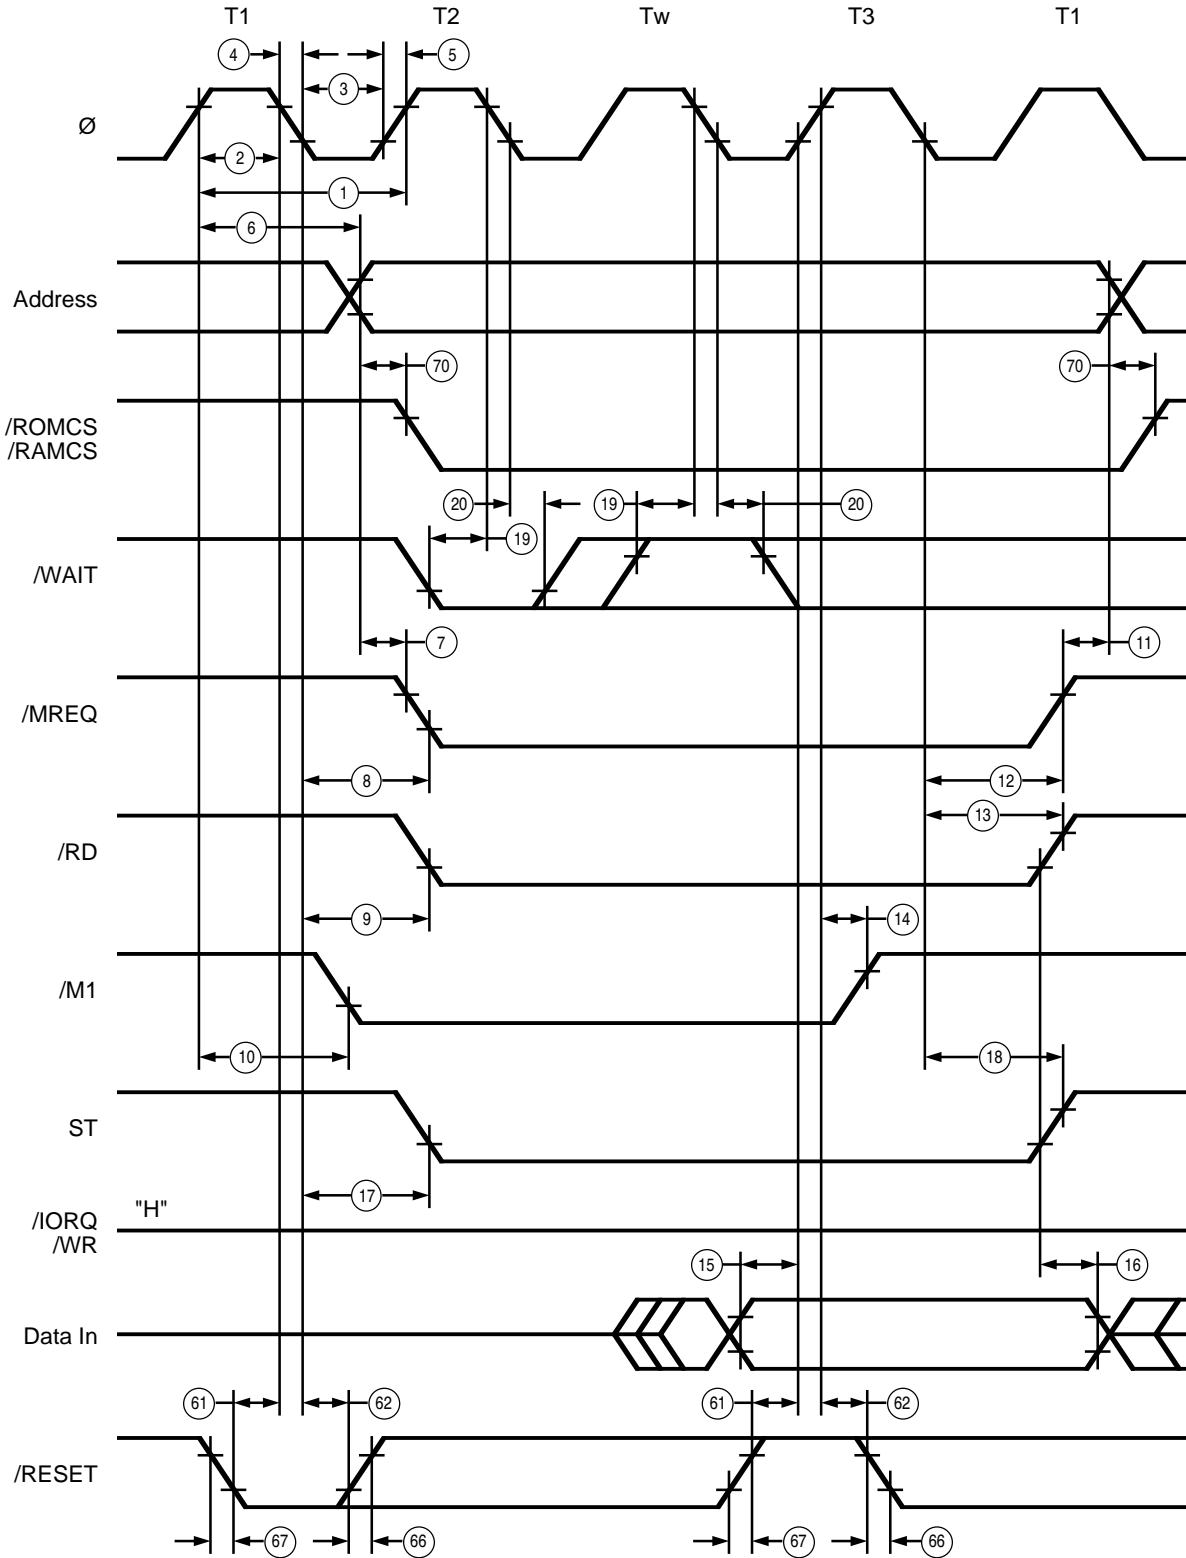 T1 T2 Tw T3 T1
4 5
3
Ø
2
1
6
Address
70 70
/ROMCS
/RAMCS
20 19 20
19
/WAIT
7 11
/MREQ
8 12
13
/RD
9 14
/M1
10 18
ST
17
"H"
/IORQ
/WR
15 16
Data In
61 62 61 62
/RESET
67 66 67 66